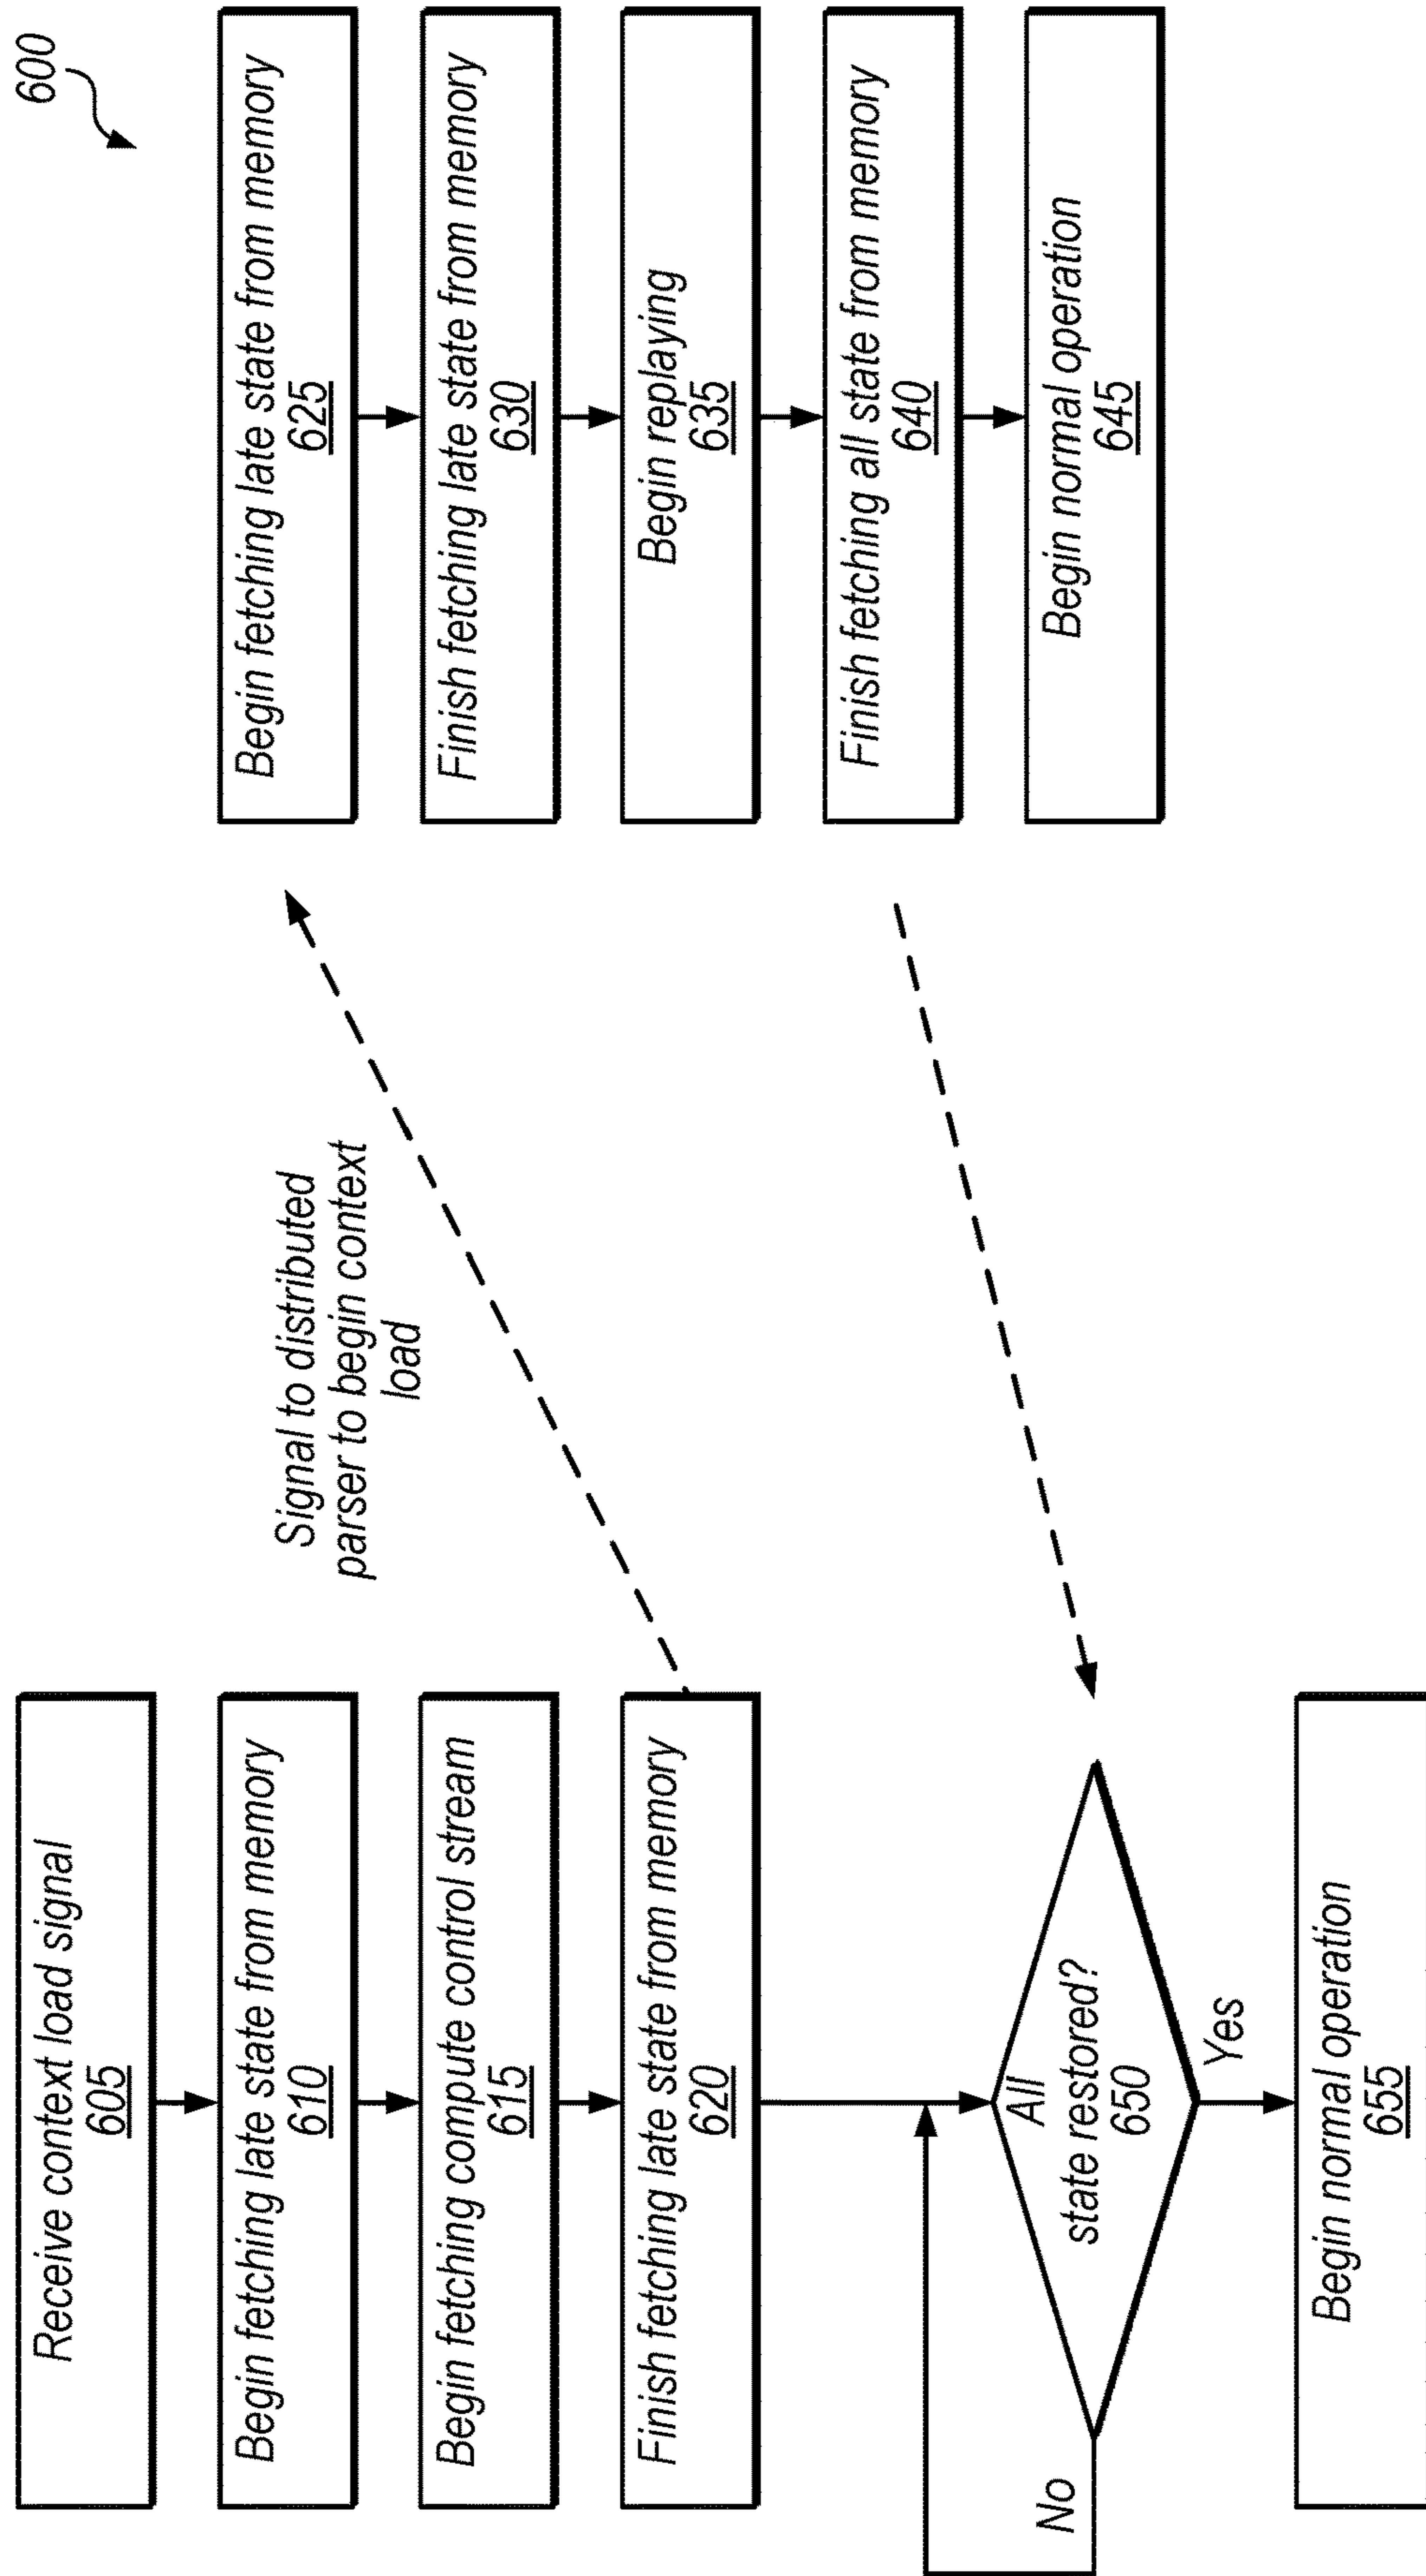 600
Receive context load signal
605
Begin fetching late state from memory
610
Begin fetching compute control stream
615
Finish fetching late state from memory
620
Signal to distributed
parser to begin context
load
Begin fetching late state from memory
625
Finish fetching late state from memory
630
Begin replaying
635
Finish fetching all state from memory
640
Begin normal operation
645
All
state restored?
650
No
Yes
Begin normal operation
655